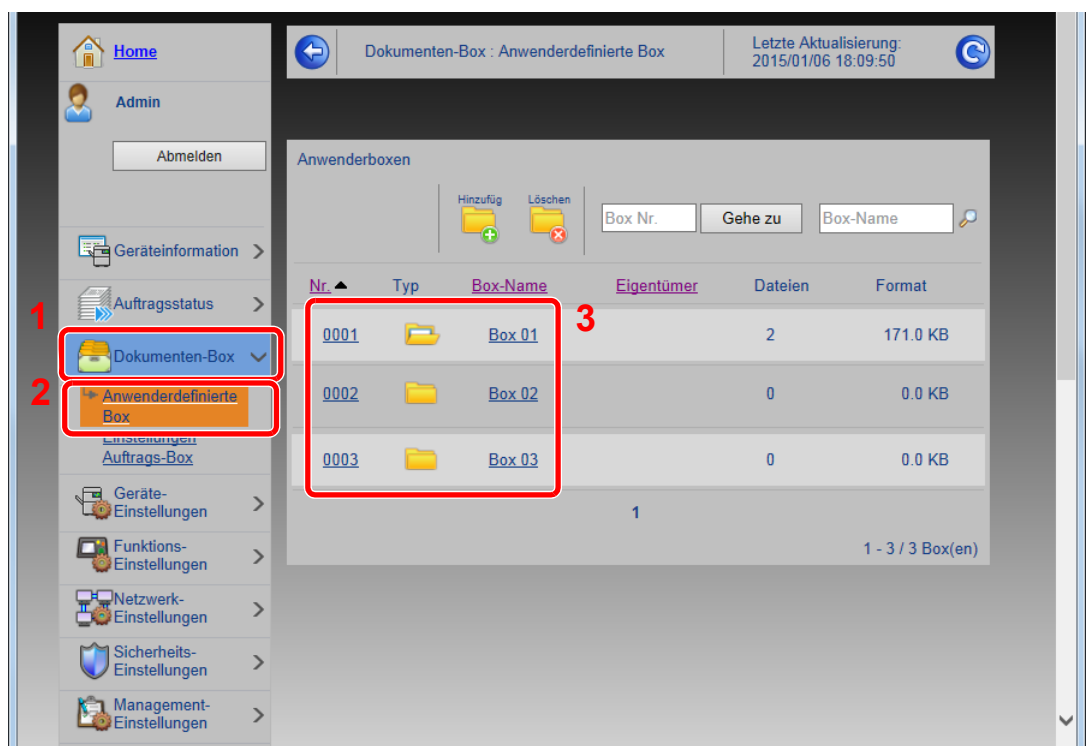 Home
Dokumenten-Box : Anwenderdefinierte Box
Letzte Aktualisierung:
2015/01/06 18:09:50
Admin
Abmelden
Anwenderboxen
Hinzufüg
Löschen
Box Nr.
Gehe zu
Box-Name
Geräteinformation
Auftragsstatus
1
Dokumenten-Box
2
Anwenderdefinierte
Box
Einstellungen
Auftrags-Box
Geräte-
Einstellungen
Funktions-
Einstellungen
Netzwerk-
Einstellungen
Sicherheits-
Einstellungen
Management-
Einstellungen
Nr. Typ Box-Name Eigentümer Dateien Format
3
0001 Box 01 2 171.0 KB
0002 Box 02 0 0.0 KB
0003 Box 03 0 0.0 KB
1
1 - 3 / 3 Box(en)